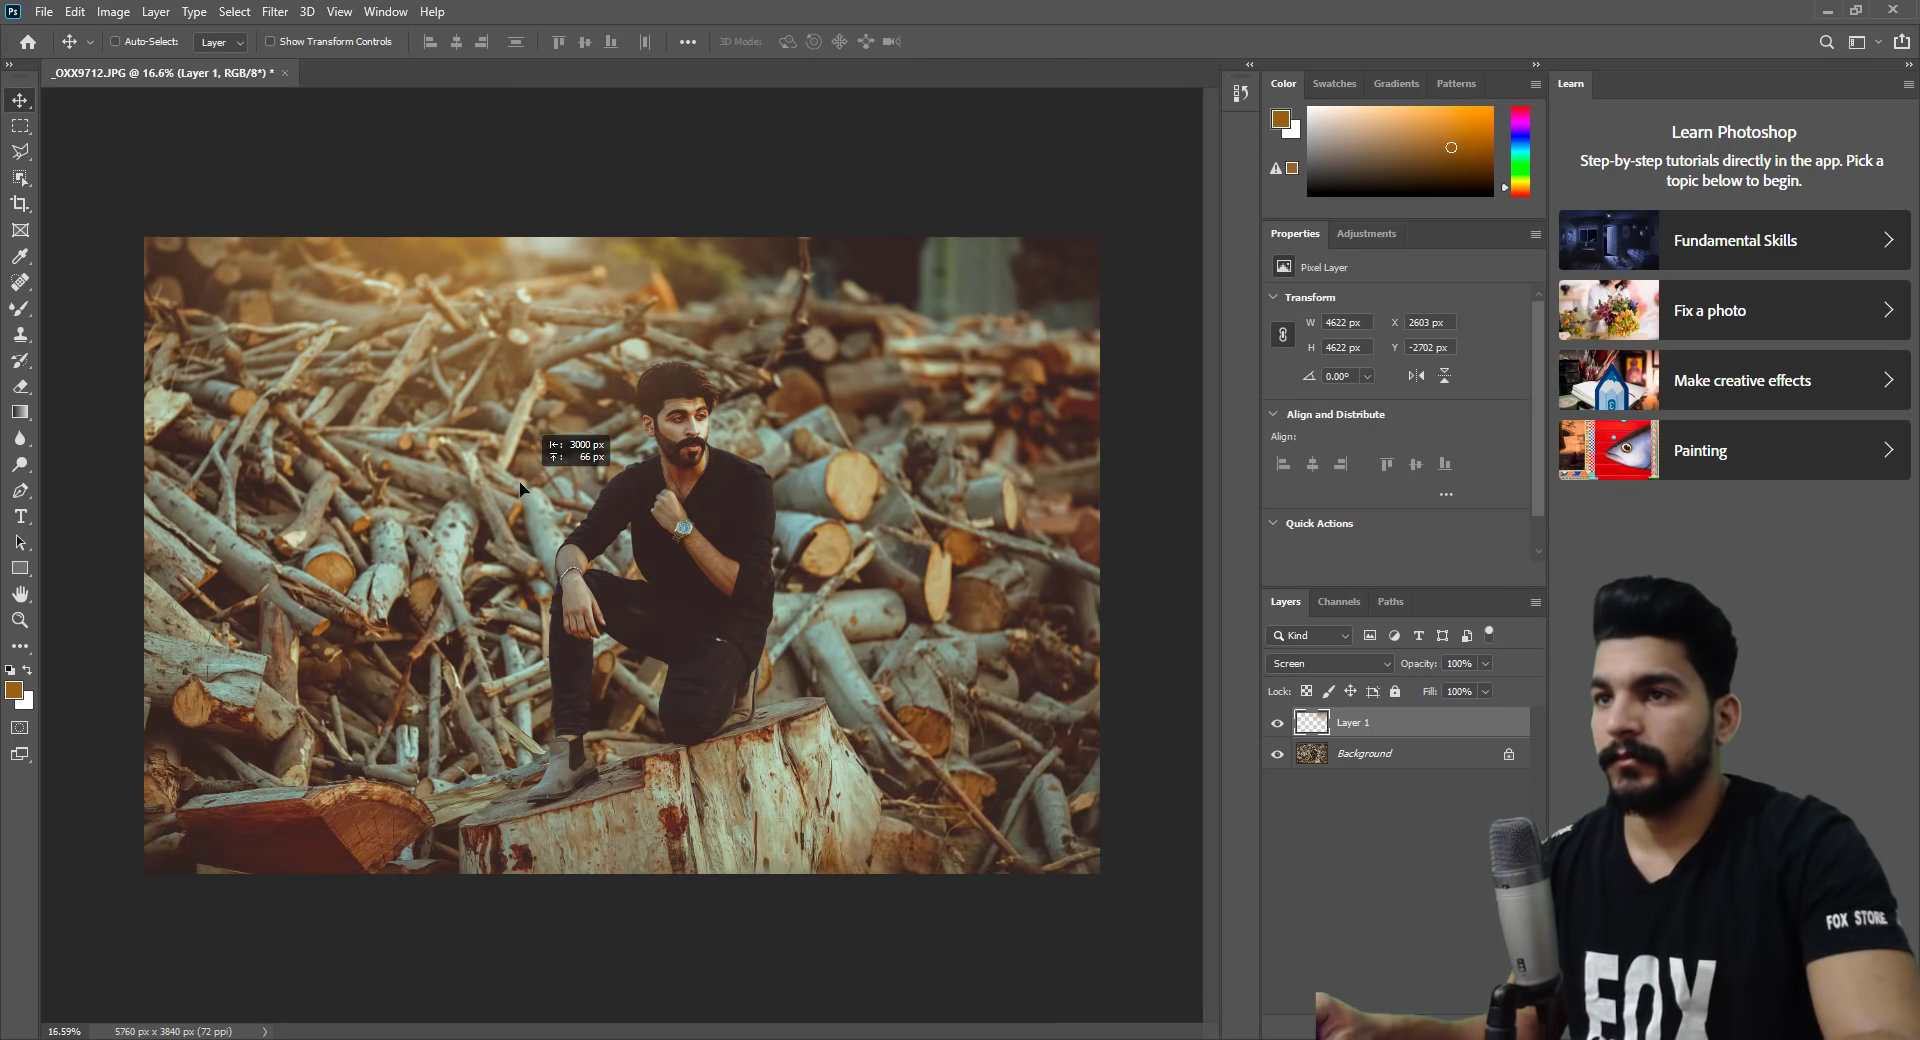 Ps File Edit Image Layer Type Select Filter 3D View Window Help
Auto-Select: Layer Show Transform Controls 3D Mode:
_OXX9712.JPG @ 16.6% (Layer 1, RGB/8*) * ×
Color Swatches Gradients Patterns
Learn
Learn Photoshop
Step-by-step tutorials directly in the app. Pick a
topic below to begin.
Fundamental Skills
Fix a photo
Make creative effects
Painting
Properties Adjustments
Pixel Layer
Transform
W 4622 px X 2603 px
H 4622 px Y -2702 px
0.00°
Align and Distribute
Align:
Quick Actions
3000 px
66 px
Layers Channels Paths
Kind
Screen Opacity: 100%
Lock: Fill: 100%
Layer 1
Background
FOX STORE
FOX
16.59% 5760 px x 3840 px (72 ppi)